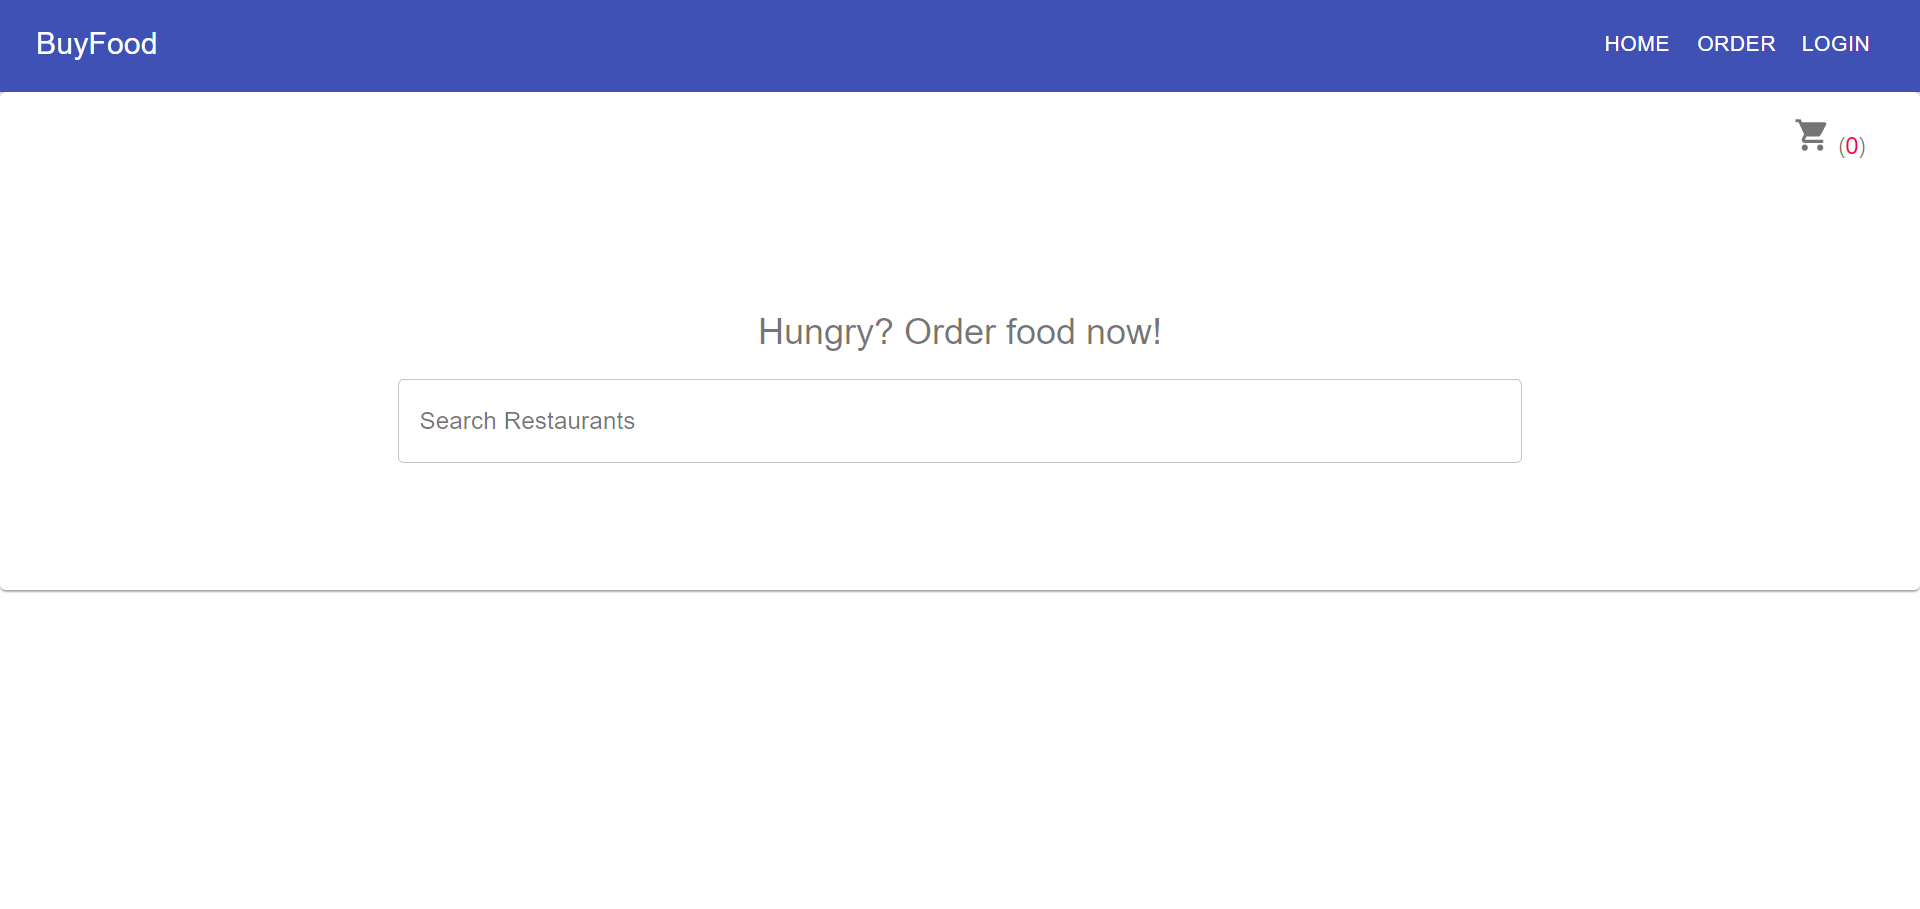 BuyFood
HOME ORDER LOGIN
(0)
Hungry? Order food now!
Search Restaurants